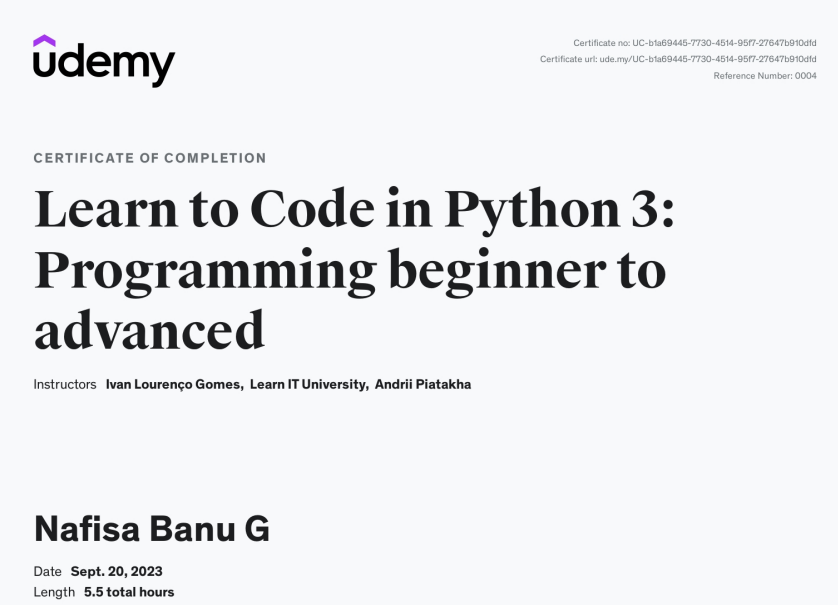 udemy
Certificate no: UC-b1a69445-7730-4514-95f7-27647b910dfd
Certificate url: ude.my/UC-b1a69445-7730-4514-95f7-27647b910dfd
Reference Number: 0004
CERTIFICATE OF COMPLETION
Learn to Code in Python 3:
Programming beginner to
advanced
Instructors Ivan Lourenço Gomes, Learn IT University, Andrii Piatakha
Nafisa Banu G
Date Sept. 20, 2023
Length 5.5 total hours